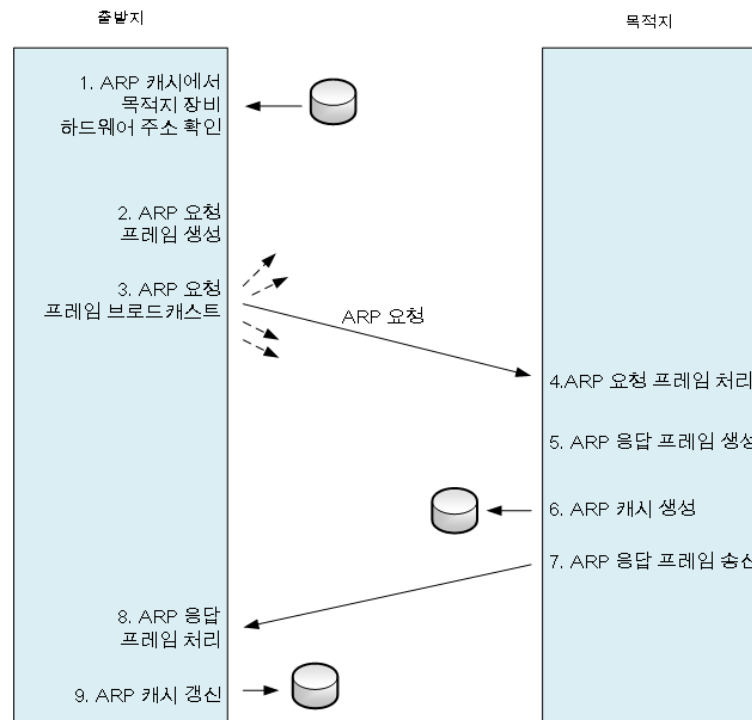 출발지
목적지
1. ARP 캐시에서
목적지 장비
하드웨어 주소 확인
2. ARP 요청
프레임 생성
3. ARP 요청
프레임 브로드캐스트
ARP 요청
4.ARP 요청 프레임 처리
5. ARP 응답 프레임 생성
6. ARP 캐시 생성
7. ARP 응답 프레임 송신
8. ARP 응답
프레임 처리
9. ARP 캐시 갱신